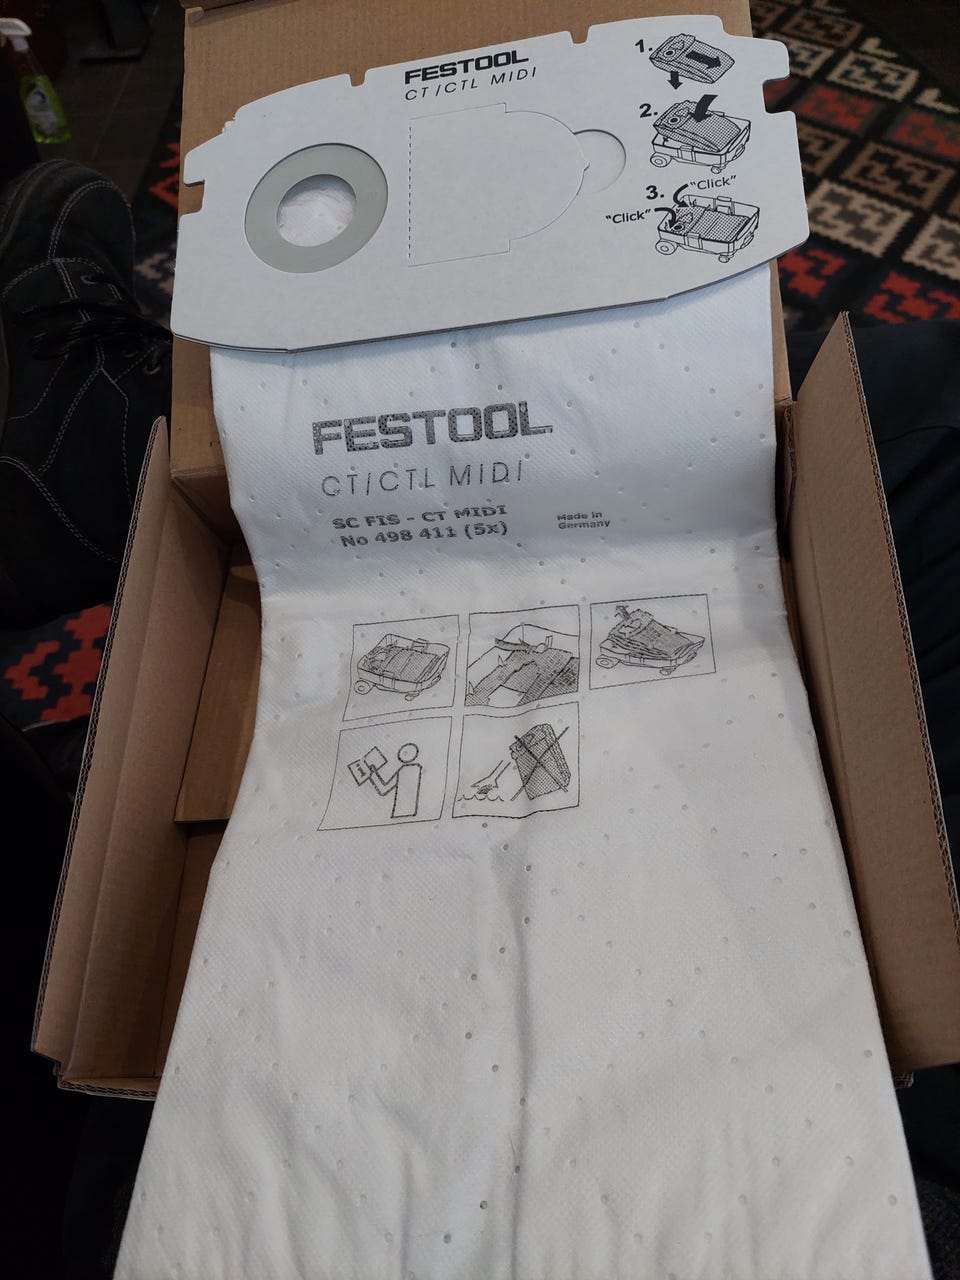 FESTOOL
CT/CTL MIDI
1.
2.
3.
"Click"
"Click"
FESTOOL
CT/CTL MIDI
SC FIS - CT MIDI
No 498 411 (5x)
Made in
Germany
i